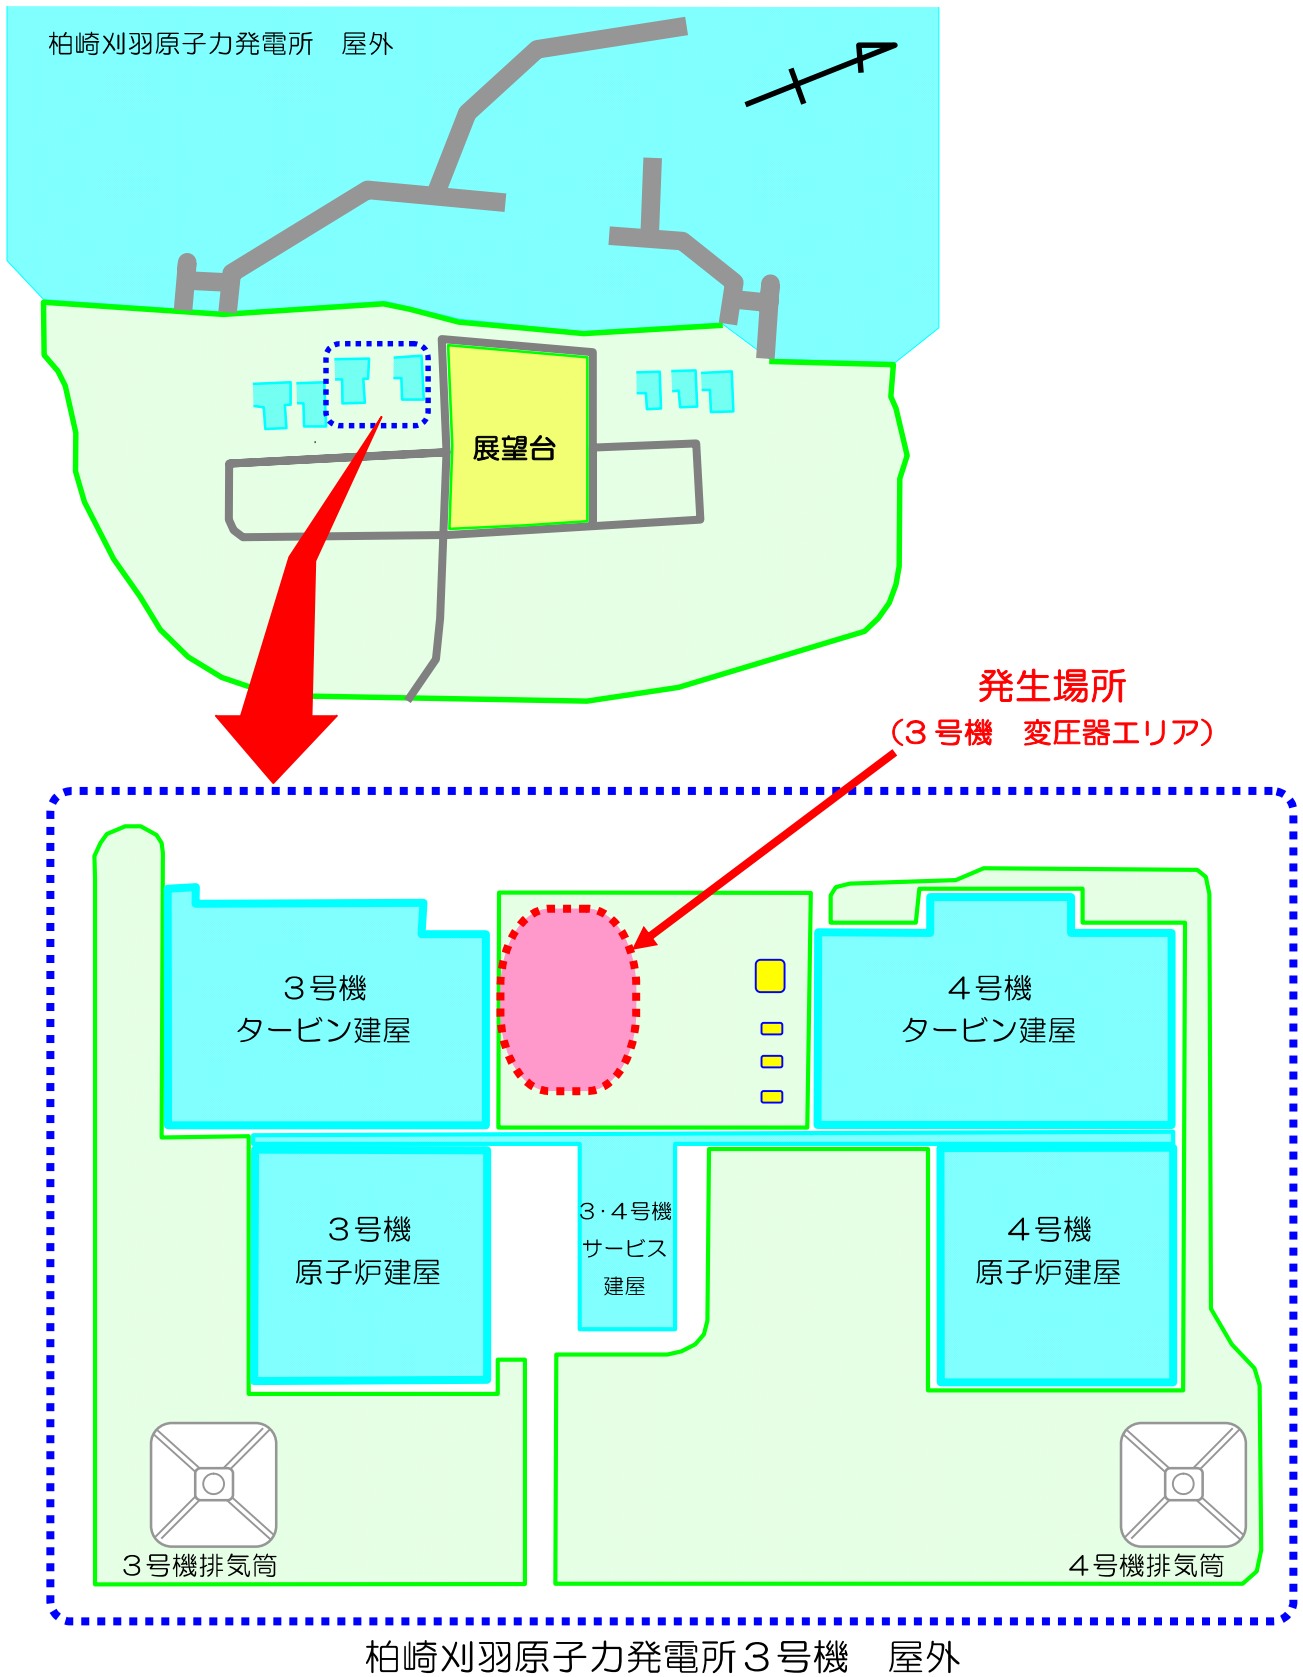 柏崎刈羽原子力発電所　屋外
展望台
発生場所
（３号機　変圧器エリア）
３号機
タービン建屋
４号機
タービン建屋
３・４号機
サービス
建屋
３号機
原子炉建屋
４号機
原子炉建屋
３号機排気筒
４号機排気筒
柏崎刈羽原子力発電所３号機　屋外